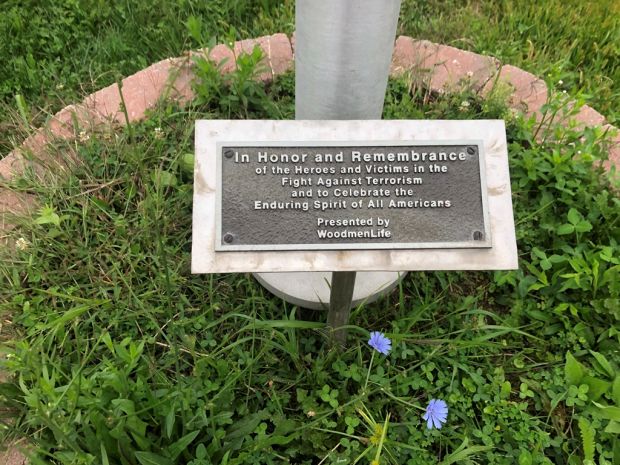 In Honor and Remembrance
of the Heroes and Victims in the
Fight Against Terrorism
and to Celebrate the
Enduring Spirit of All Americans
Presented by
WoodmenLife